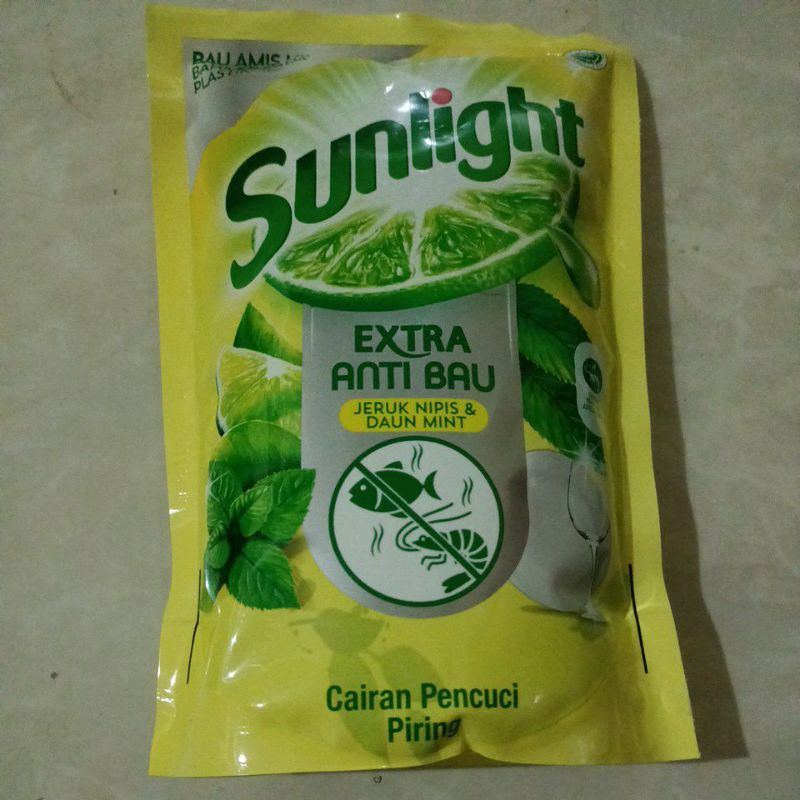 BAU AMIS
Sunlight
EXTRA
ANTI BAU
JERUK NIPIS &
DAUN MINT
Cairan Pencuci
Piring